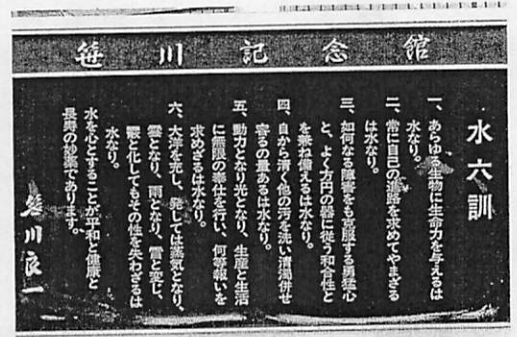 笹川記念館
水六訓
一、あらゆる生物に生命力を与えるは
水なり。
二、常に自己の進路を求めてやまざる
は水なり。
三、如何なる障害をも克服する勇猛心
と、よく方円の器に従う和合性と
を兼ね備えるは水なり。
四、自から清く他の汚を洗い清濁併せ
容るの量あるは水なり。
五、動力となり光となり、生産と生活
に無限の奉仕を行い、何等報いを
求めざるは水なり。
六、大洋を充し、発しては蒸気となり、
雲となり、雨となり、雪と変じ、
霰と化してもその性を失わざるは
水なり。
水を心とすることが平和と健康と
長寿の妙薬であります。
笹川良一